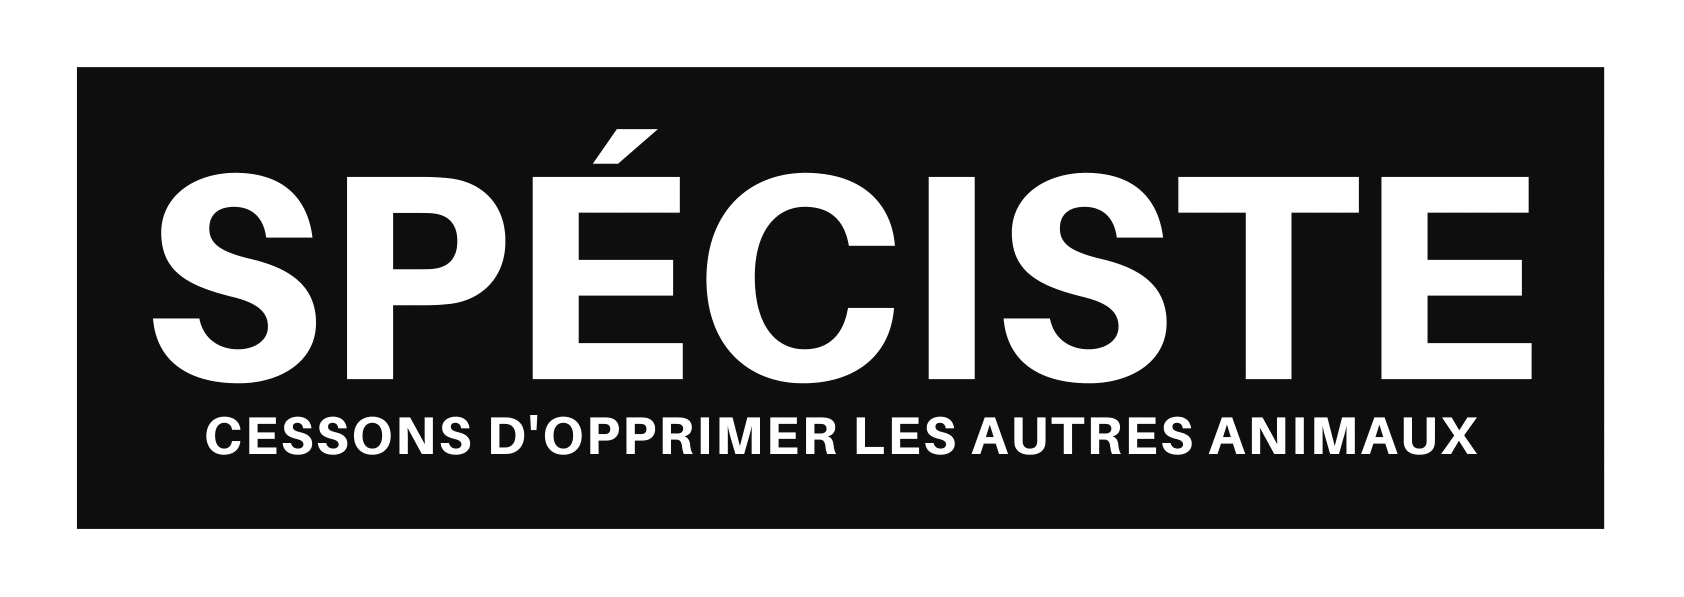 SPÉCISTE
CESSONS D'OPPRIMER LES AUTRES ANIMAUX